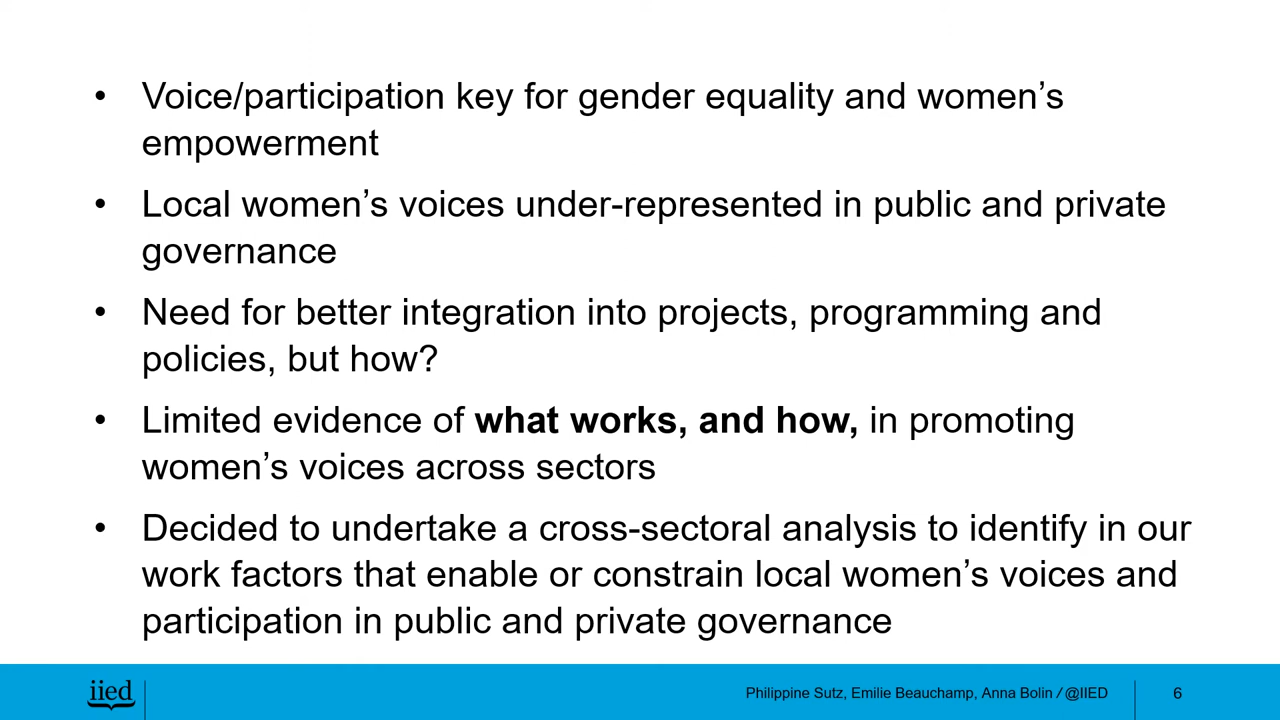 • Voice/participation key for gender equality and women’s
empowerment
• Local women’s voices under-represented in public and private
governance
• Need for better integration into projects, programming and
policies, but how?
• Limited evidence of what works, and how, in promoting
women’s voices across sectors
• Decided to undertake a cross-sectoral analysis to identify in our
work factors that enable or constrain local women’s voices and
participation in public and private governance
iied
Philippine Sutz, Emilie Beauchamp, Anna Bolin / @IIED
6